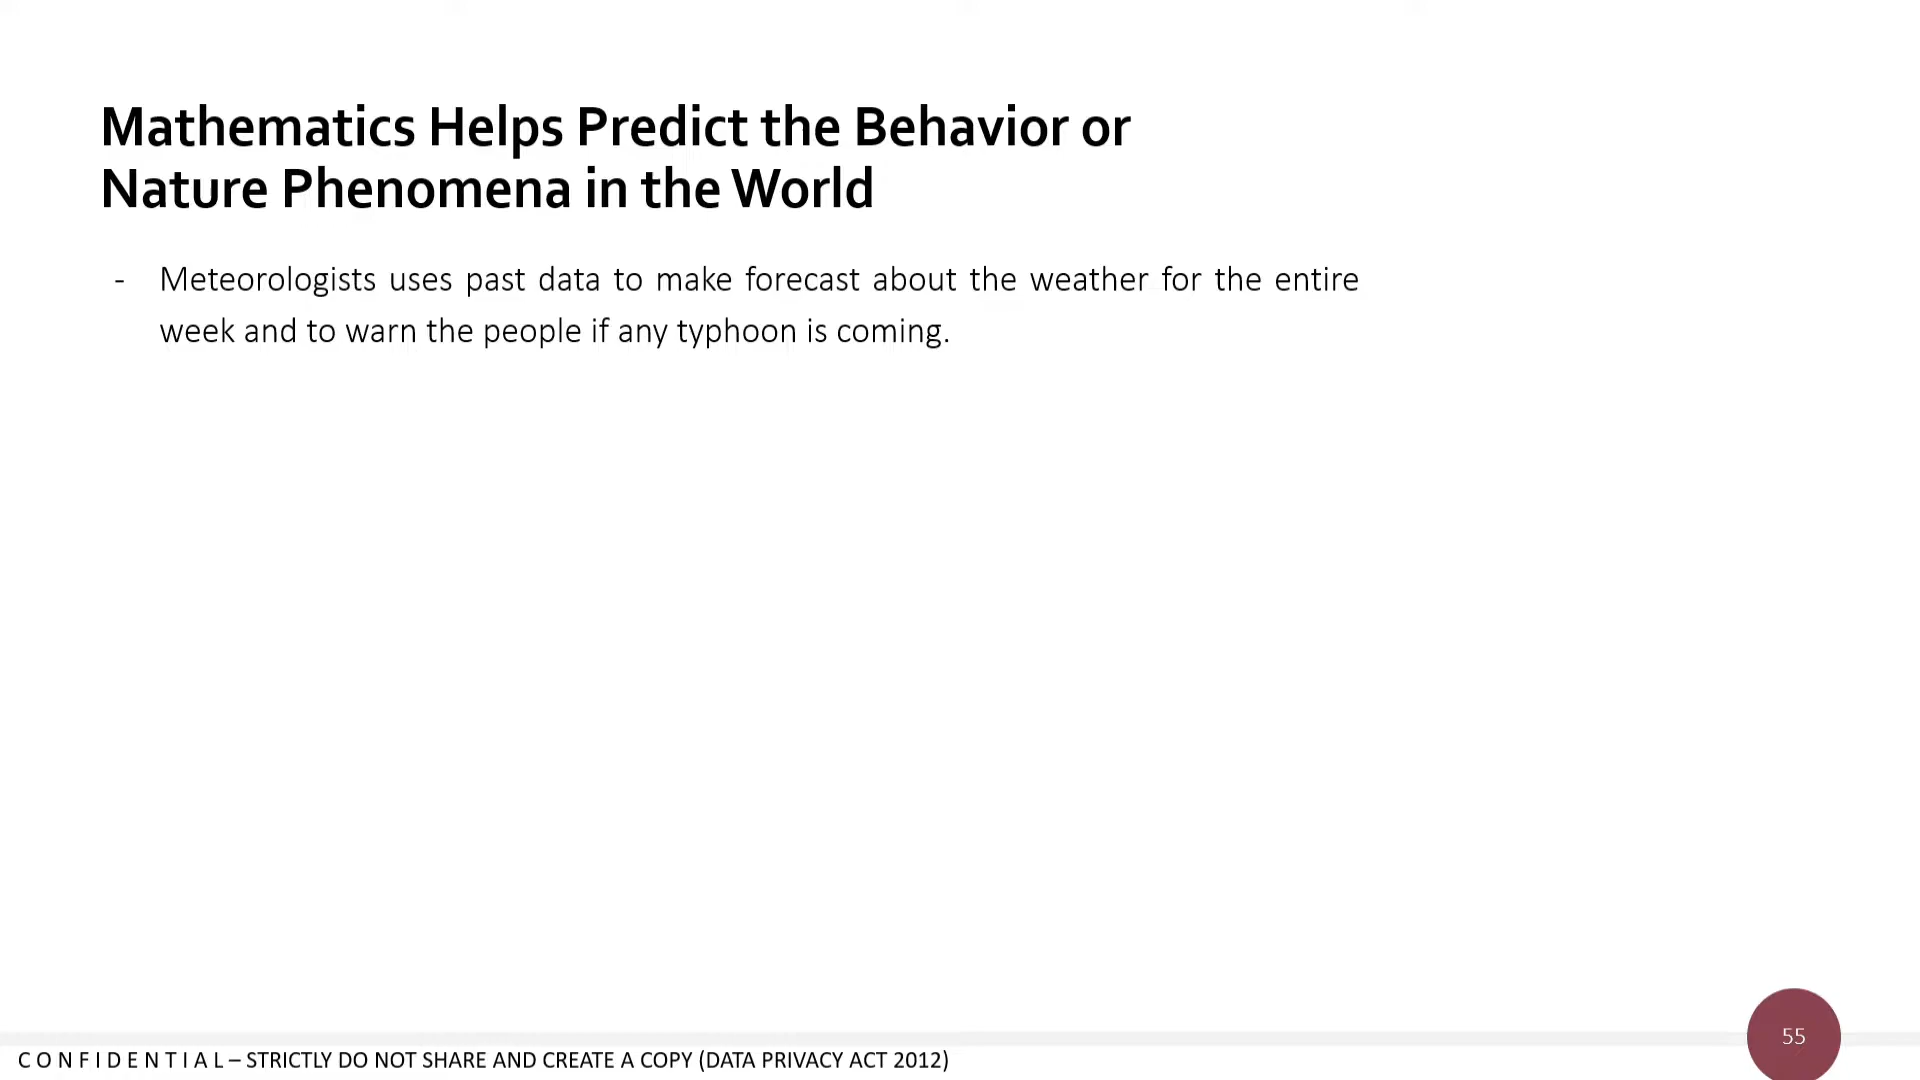 Mathematics Helps Predict the Behavior or
Nature Phenomena in the World
- Meteorologists uses past data to make forecast about the weather for the entire
week and to warn the people if any typhoon is coming.
55
C O N F I D E N T I A L – STRICTLY DO NOT SHARE AND CREATE A COPY (DATA PRIVACY ACT 2012)